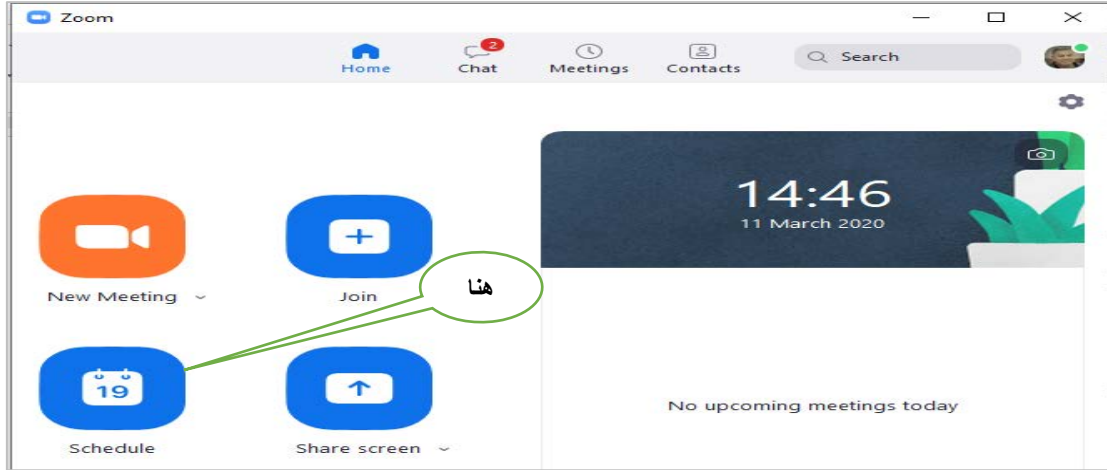 Zoom
Home
2
Chat
Meetings
Contacts
Search
14:46
11 March 2020
New Meeting
Join
هنا
19
Schedule
Share screen
No upcoming meetings today